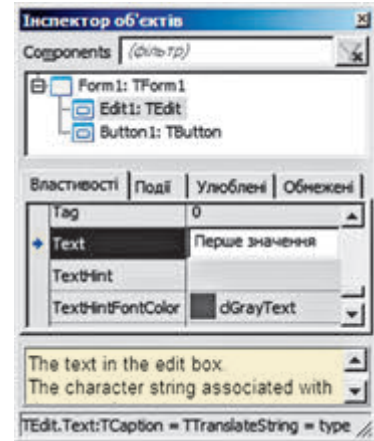 Інспектор об'єктів
Components (фільтр)
Form1: TForm1
Edit1: TEdit
Button1: TButton
Властивості Події Улюблені Обмежені
Tag 0
Text Перше значення
TextHint
TextHintFontColor clGrayText
The text in the edit box.
The character string associated with
TEdit.Text:TCaption = TTranslateString = type